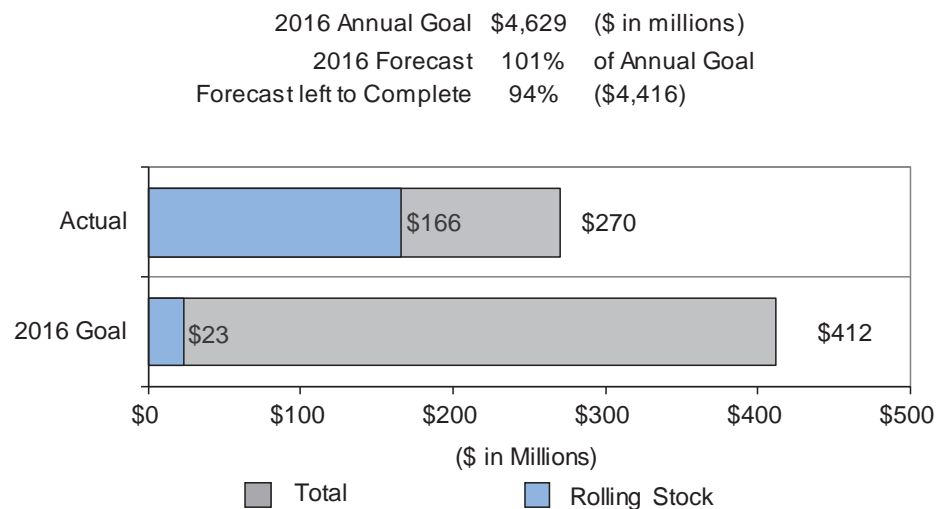 2016 Annual Goal $4,629 ($ in millions)
2016 Forecast 101% of Annual Goal
Forecast left to Complete 94% ($4,416)
Actual $166 $270
2016 Goal $23 $412
$0 $100 $200 $300 $400 $500
($ in Millions)
Total Rolling Stock